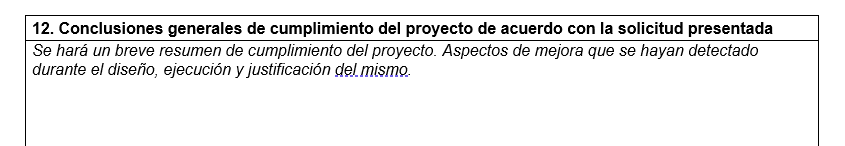 12. Conclusiones generales de cumplimiento del proyecto de acuerdo con la solicitud presentada
Se hará un breve resumen de cumplimiento del proyecto. Aspectos de mejora que se hayan detectado
durante el diseño, ejecución y justificación del mismo.